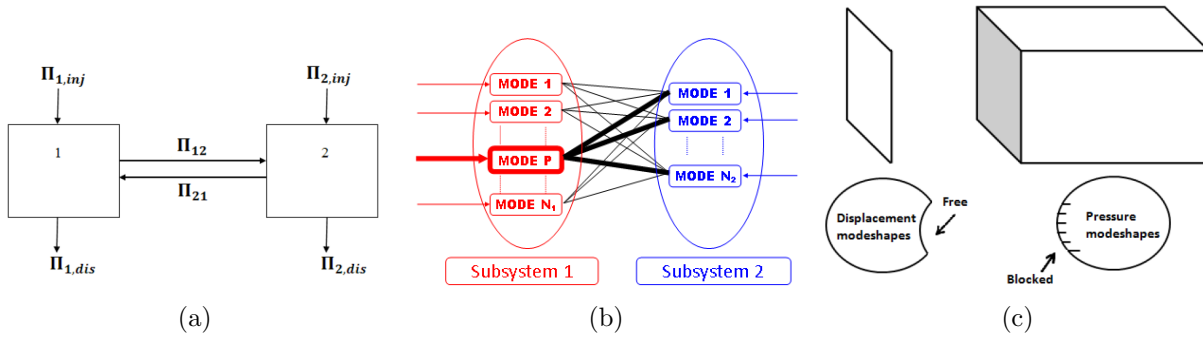 Π1,inj
Π2,inj
1
2
Π12
Π21
Π1,dis
Π2,dis
(a)
MODE 1
MODE 2
MODE P
MODE N1
MODE 1
MODE 2
MODE N2
Subsystem 1
Subsystem 2
(b)
Displacement
modeshapes
Free
Pressure
modeshapes
Blocked
(c)